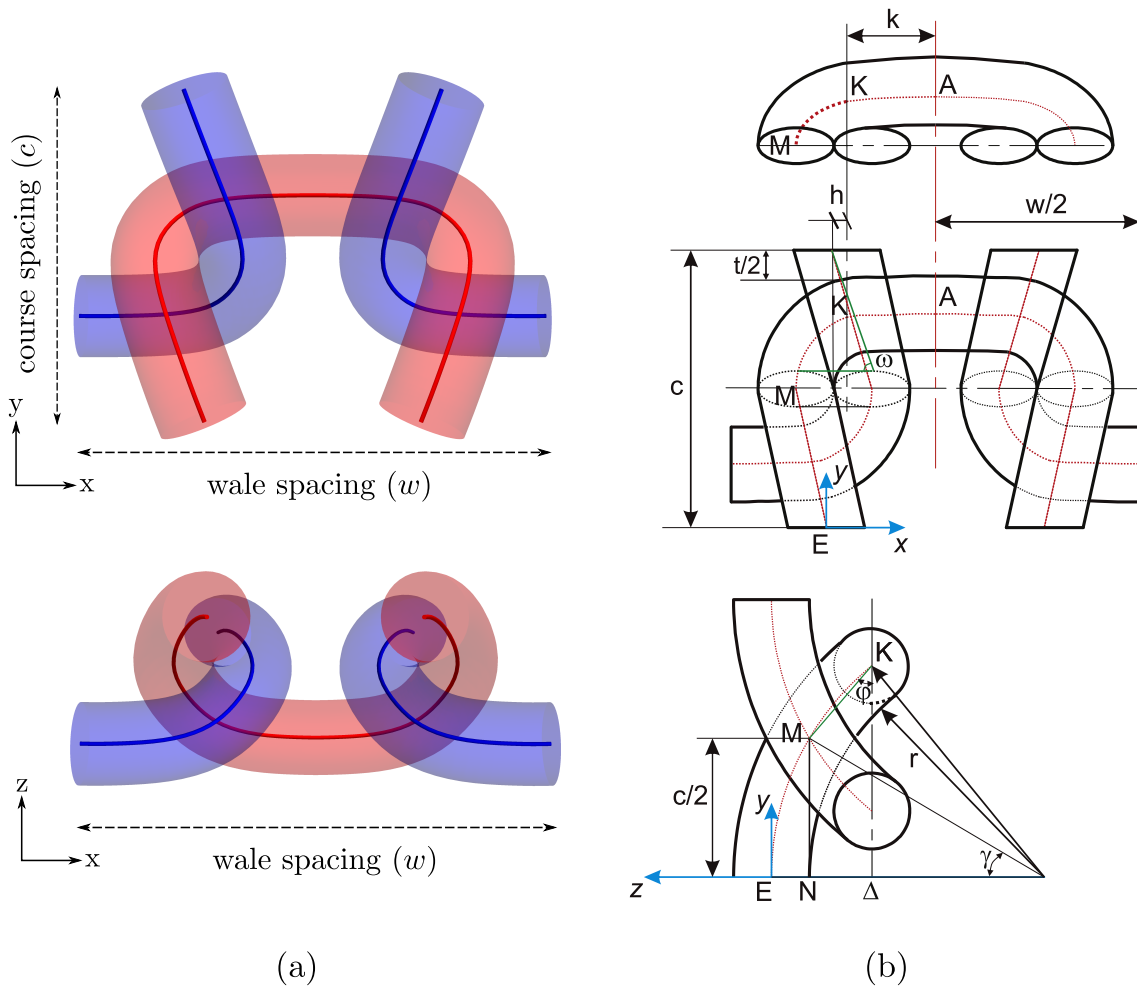 course spacing (c)
y
x
wale spacing (w)
z
x
wale spacing (w)
(a)
k
K
A
M
h
w/2
t/2
K
A
ω
c
M
y
E
x
K
φ
M
r
c/2
y
γ
z
E
N
Δ
(b)